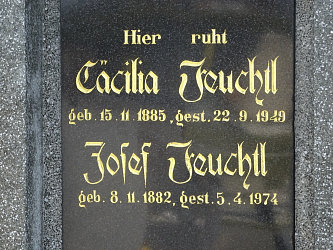 Hier ruht
Cäcilia Feuchtl
geb. 15. 11. 1885, gest. 22. 9. 1949
Josef Feuchtl
geb. 8. 11. 1882, gest. 5. 4. 1974